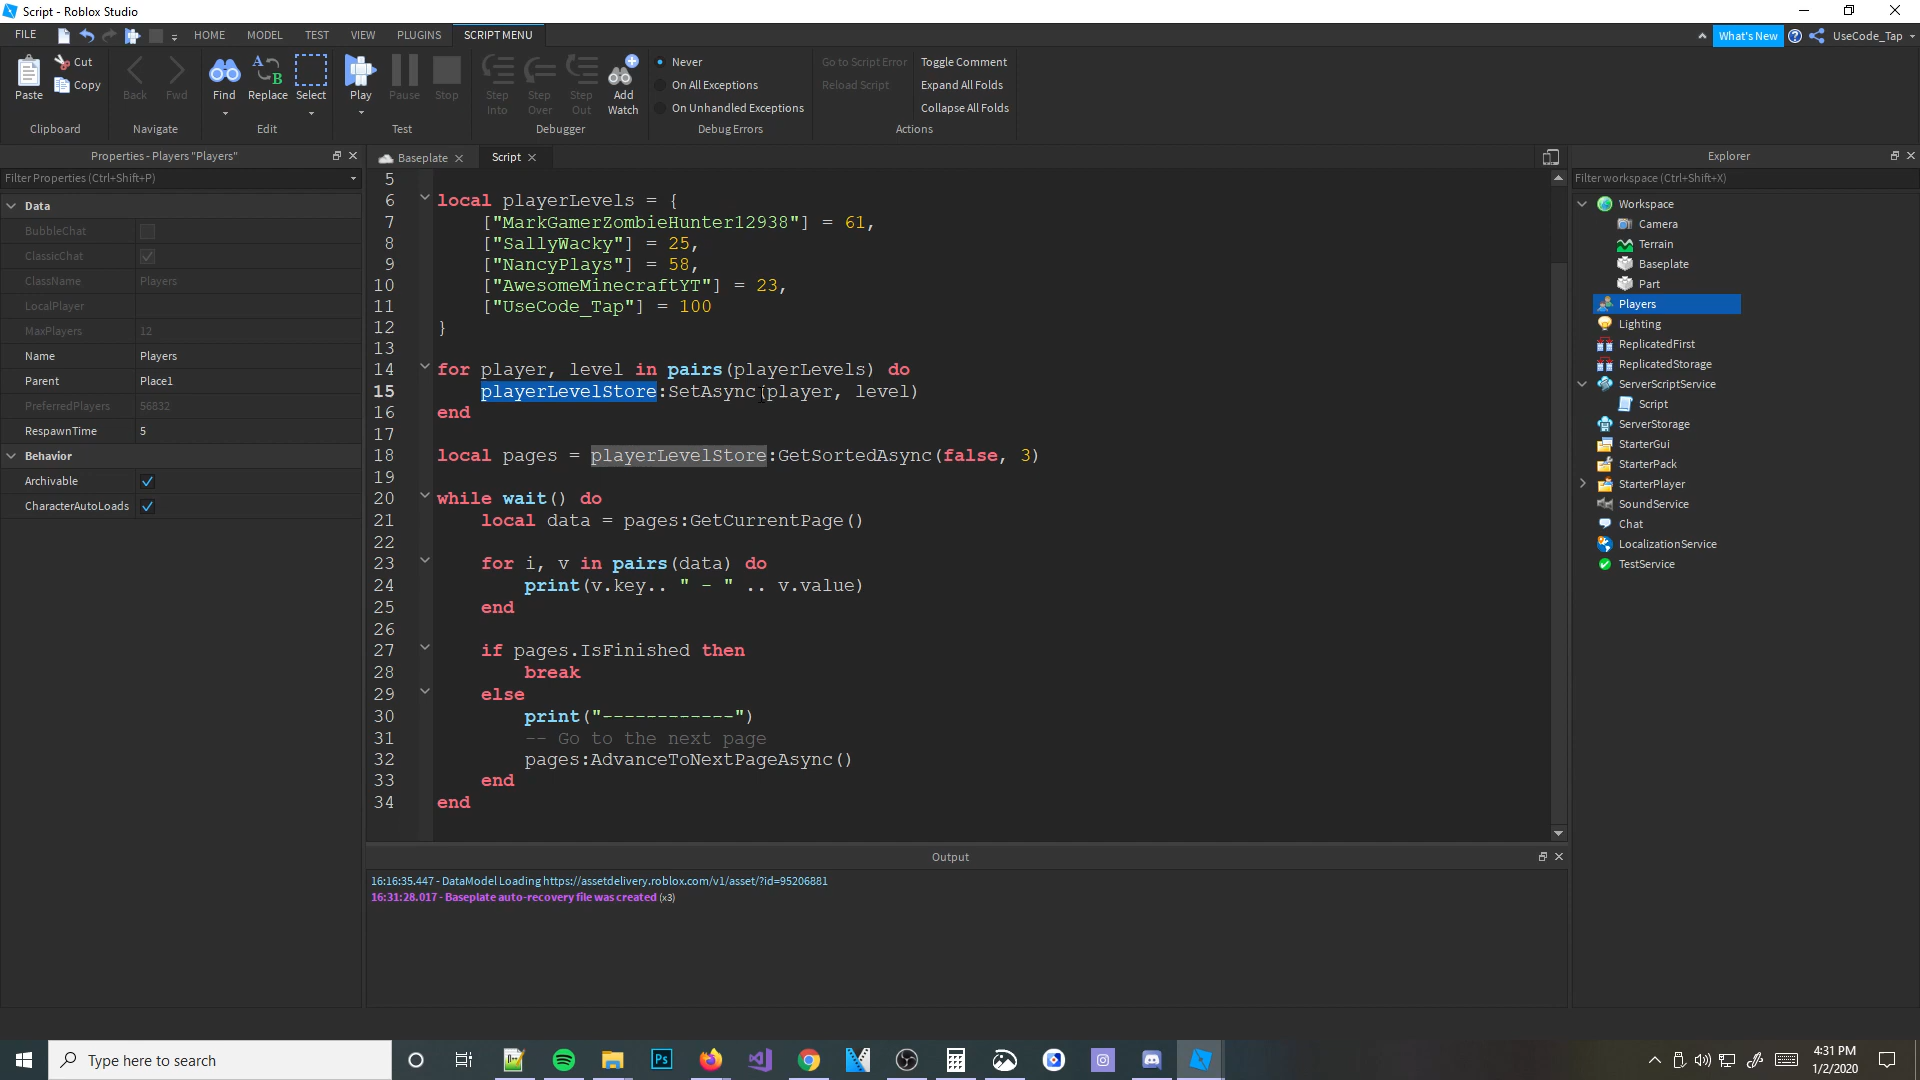 Script - Roblox Studio
FILE HOME MODEL TEST VIEW PLUGINS SCRIPT MENU What's New UseCode_Tap
Paste Cut Copy
Clipboard
Back Fwd
Navigate
Find Replace Select
Edit
Play Pause Stop
Test
Step Into Step Over Step Out Add Watch
Debugger
Never
On All Exceptions
On Unhandled Exceptions
Debug Errors
Go to Script Error
Reload Script
Toggle Comment
Expand All Folds
Collapse All Folds
Actions
Properties - Players "Players"
Filter Properties (Ctrl+Shift+P)
Data
BubbleChat
ClassicChat
ClassName Players
LocalPlayer
MaxPlayers 12
Name Players
Parent Place1
PreferredPlayers 56832
RespawnTime 5
Behavior
Archivable
CharacterAutoLoads
Baseplate Script
5
6 local playerLevels = {
7 ["MarkGamerZombieHunter12938"] = 61,
8 ["SallyWacky"] = 25,
9 ["NancyPlays"] = 58,
10 ["AwesomeMinecraftYT"] = 23,
11 ["UseCode_Tap"] = 100
12 }
13
14 for player, level in pairs(playerLevels) do
15 playerLevelStore:SetAsync(player, level)
16 end
17
18 local pages = playerLevelStore:GetSortedAsync(false, 3)
19
20 while wait() do
21 local data = pages:GetCurrentPage()
22
23 for i, v in pairs(data) do
24 print(v.key.. " - " .. v.value)
25 end
26
27 if pages.IsFinished then
28 break
29 else
30 print("------------")
31 -- Go to the next page
32 pages:AdvanceToNextPageAsync()
33 end
34 end
Output
16:16:35.447 - DataModel Loading https://assetdelivery.roblox.com/v1/asset/?id=95206881
16:31:28.017 - Baseplate auto-recovery file was created (x3)
Explorer
Filter workspace (Ctrl+Shift+X)
Workspace
Camera
Terrain
Baseplate
Part
Players
Lighting
ReplicatedFirst
ReplicatedStorage
ServerScriptService
Script
ServerStorage
StarterGui
StarterPack
StarterPlayer
SoundService
Chat
LocalizationService
TestService
Type here to search
Ps
4:31 PM
1/2/2020